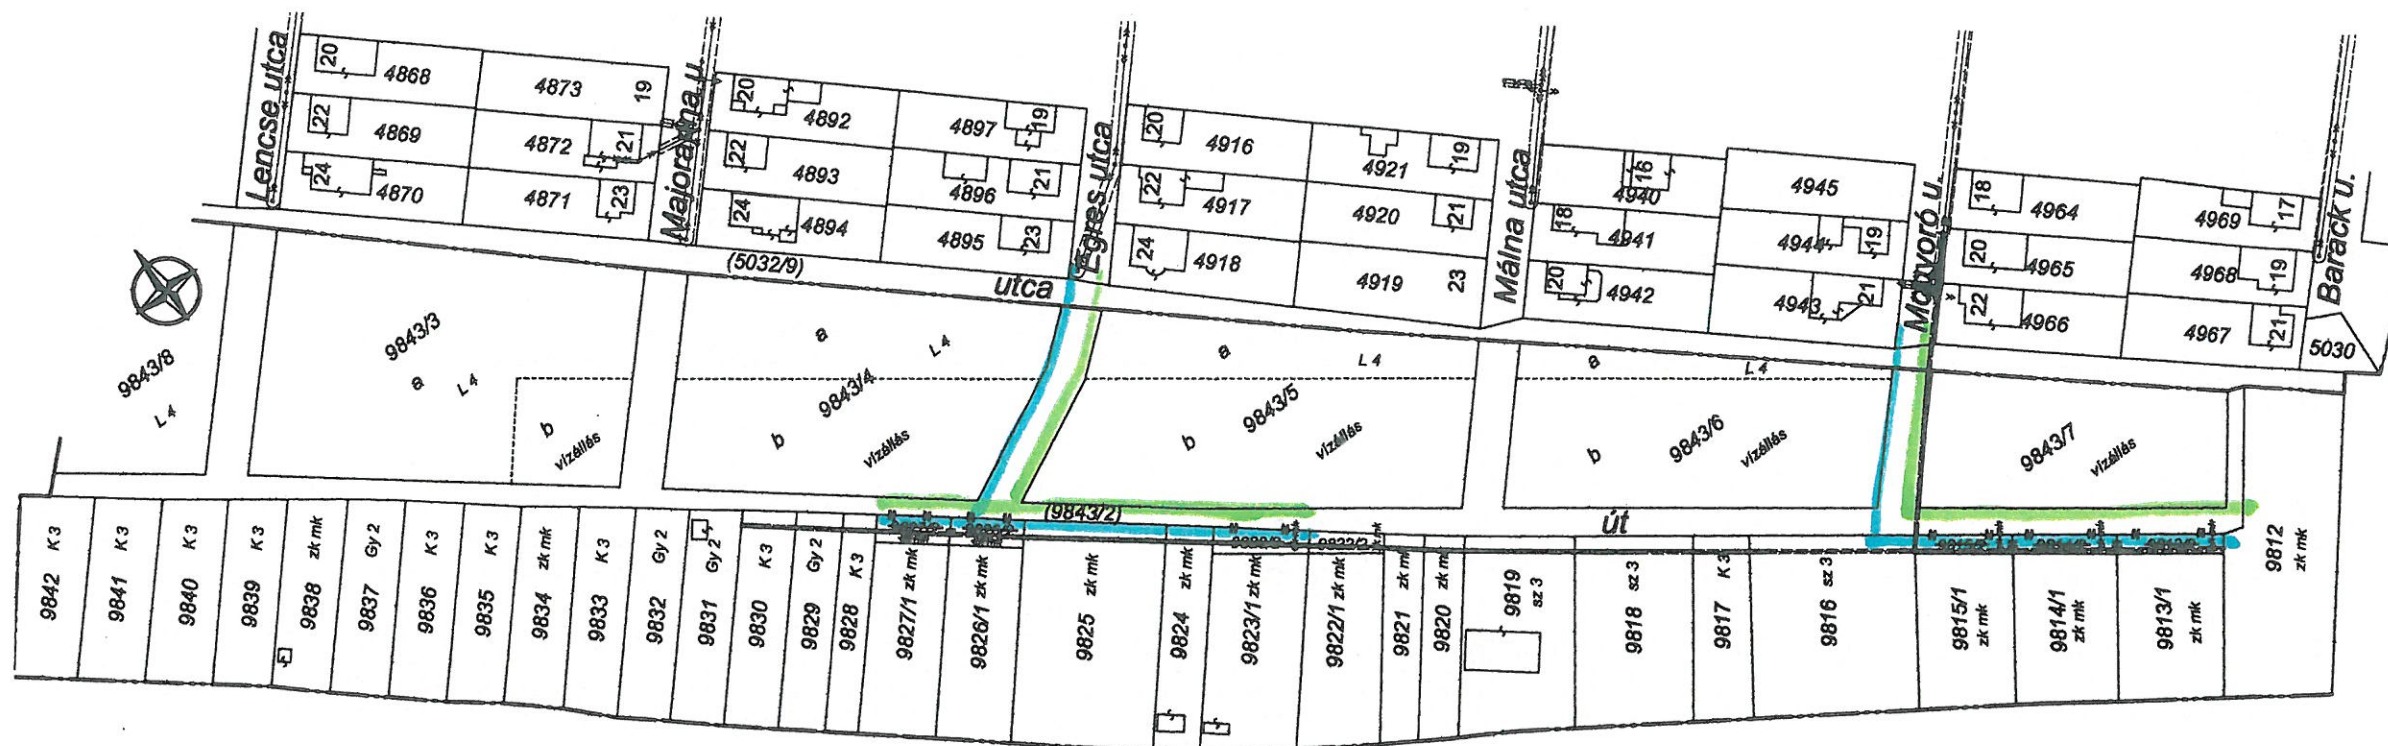 Lencse utca
20
4868
4873
19
22
4869
4872
21
24
4870
4871
23
Majoranna u.
20
4892
4897
19
22
4893
4896
21
24
4894
4895
23
Egres utca
20
4916
4921
19
22
4917
4920
21
24
4918
4919
23
Málna utca
16
4940
4945
18
4941
4944
19
20
4942
4943
21
Mogyoró u.
18
4964
4969
17
20
4965
4968
19
22
4966
4967
21
Barack u.
5030
(5032/9)
utca
9843/8
L 4
9843/3
a
L 4
b
vízállás
a
L 4
9843/4
b
vízállás
a
L 4
9843/5
b
vízállás
a
L 4
9843/6
b
vízállás
9843/7
vízállás
(9843/2)
út
9842 K 3
9841 K 3
9840 K 3
9839 K 3
9838 zk mk
9837 Gy 2
9836 K 3
9835 K 3
9834 zk mk
9833 K 3
9832 Gy 2
9831 Gy 2
9830 K 3
9829 Gy 2
9828 K 3
9827/1 zk mk
9826/1 zk mk
9825 zk mk
9824 zk mk
9823/1 zk mk
9822/1 zk mk
9821 zk mk
9820 zk mk
9819
sz 3
9818 sz 3
9817 K 3
9816 sz 3
9815/1
zk mk
9814/1
zk mk
9813/1
zk mk
9812
zk mk